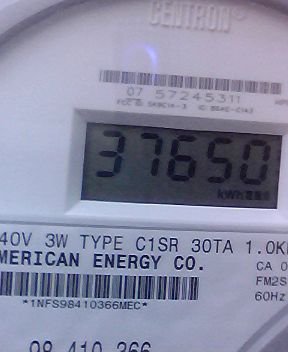 CENTRON®
07 57245311
37650
kWh
40V 3W TYPE C1SR 30TA 1.0K
MERICAN ENERGY CO.
CA 0
FM2S
60Hz
*1NFS98410366MEC*
98 410 366